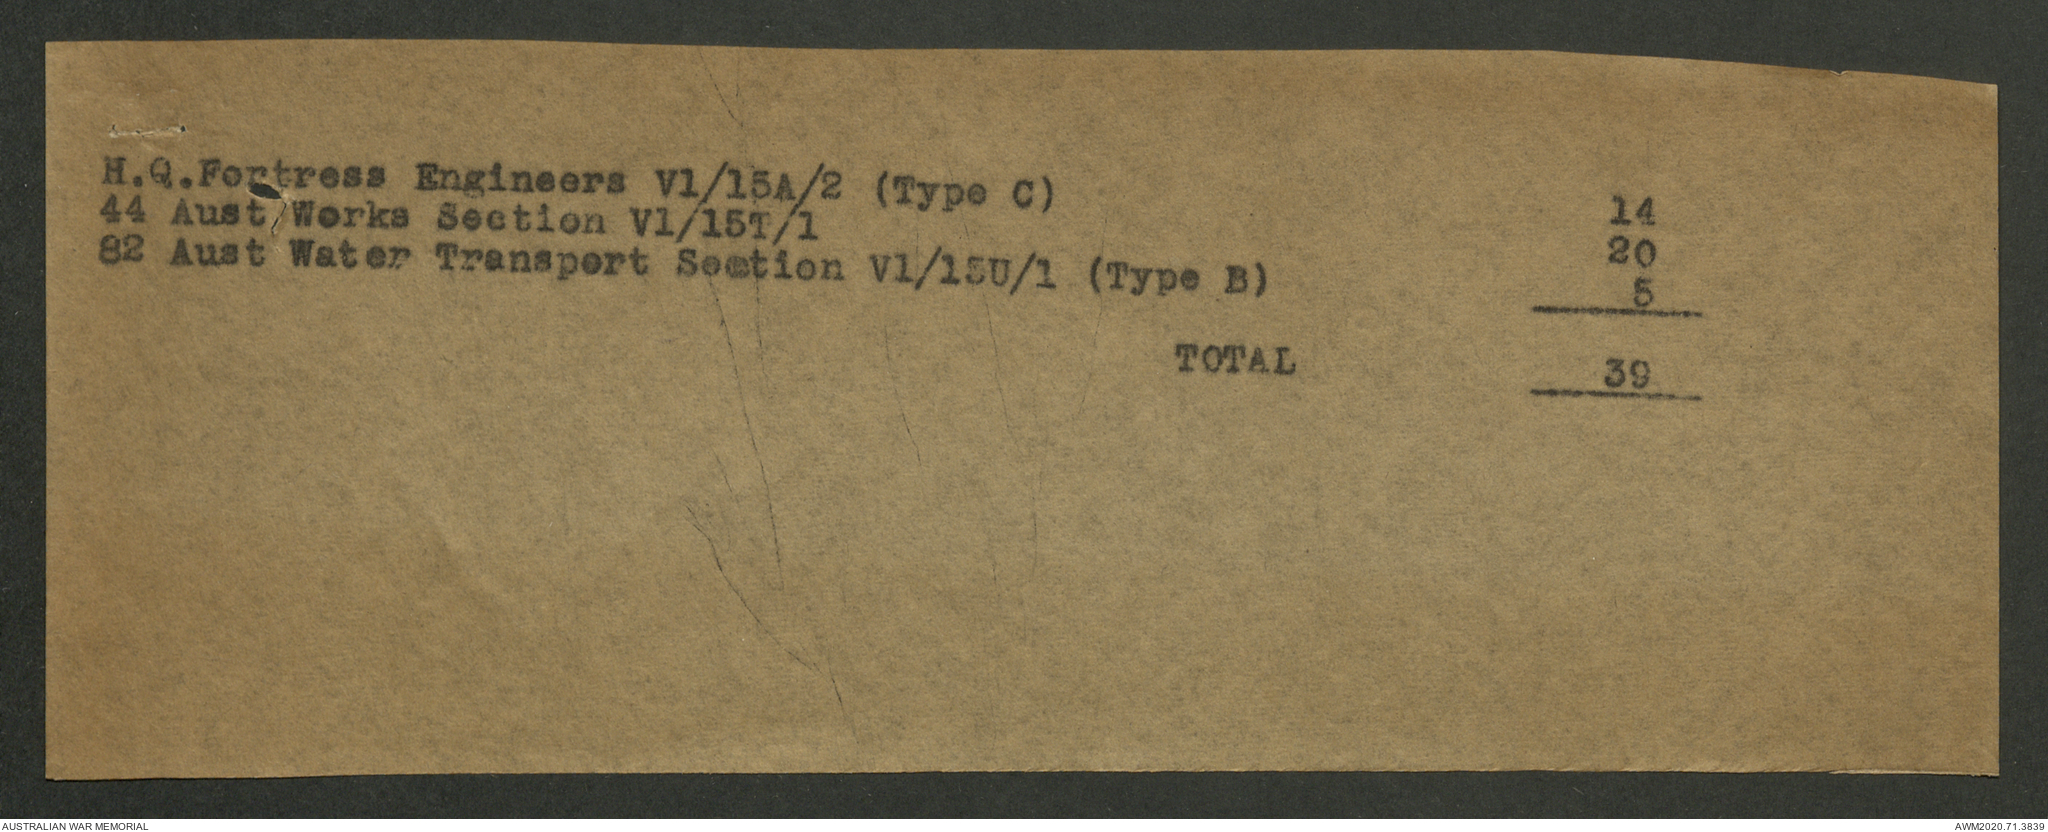 H.Q.Fortress Engineers V1/15A/2 (Type C) 14
44 Aust Works Section V1/15T/1 20
82 Aust Water Transport Section V1/15U/1 (Type B) 5
TOTAL 39
AUSTRALIAN WAR MEMORIAL AWM2020.71.3839